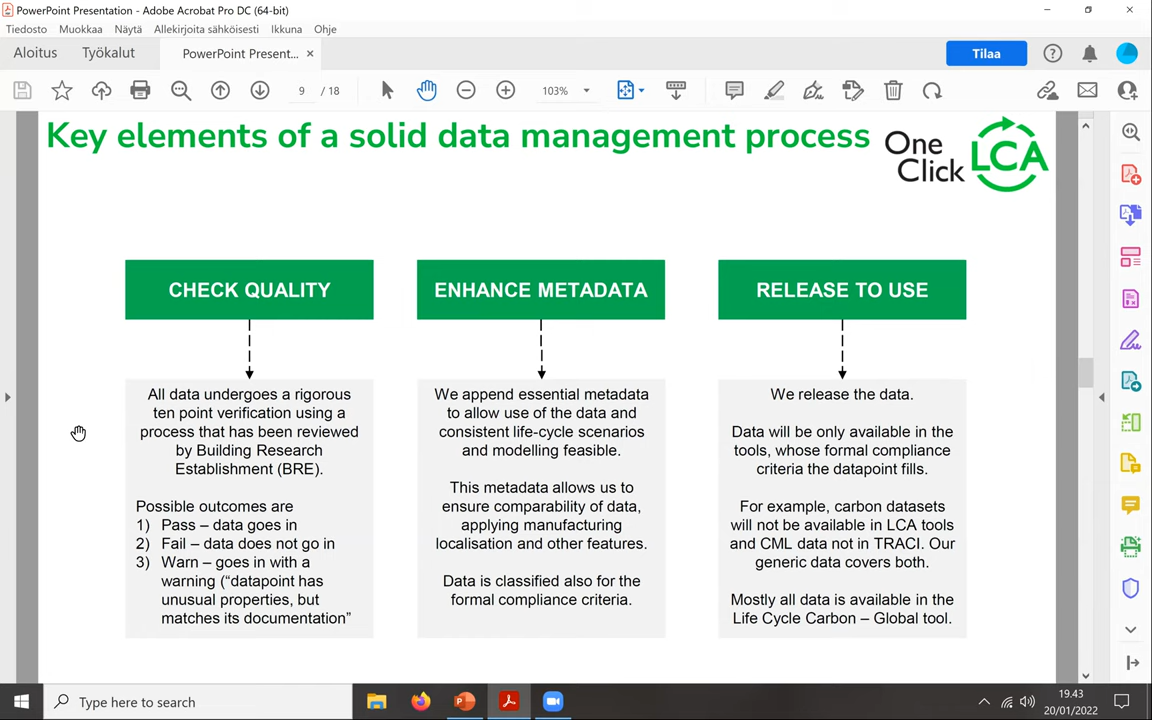 PowerPoint Presentation - Adobe Acrobat Pro DC (64-bit)
Tiedosto Muokkaa Näytä Allekirjoita sähköisesti Ikkuna Ohje
Aloitus Työkalut PowerPoint Present... × Tilaa
9 / 18 103%
Key elements of a solid data management process
One Click LCA
CHECK QUALITY
All data undergoes a rigorous
ten point verification using a
process that has been reviewed
by Building Research
Establishment (BRE).
Possible outcomes are
1) Pass – data goes in
2) Fail – data does not go in
3) Warn – goes in with a
warning (“datapoint has
unusual properties, but
matches its documentation”
ENHANCE METADATA
We append essential metadata
to allow use of the data and
consistent life-cycle scenarios
and modelling feasible.
This metadata allows us to
ensure comparability of data,
applying manufacturing
localisation and other features.
Data is classified also for the
formal compliance criteria.
RELEASE TO USE
We release the data.
Data will be only available in the
tools, whose formal compliance
criteria the datapoint fills.
For example, carbon datasets
will not be available in LCA tools
and CML data not in TRACI. Our
generic data covers both.
Mostly all data is available in the
Life Cycle Carbon – Global tool.
Type here to search
19.43
20/01/2022